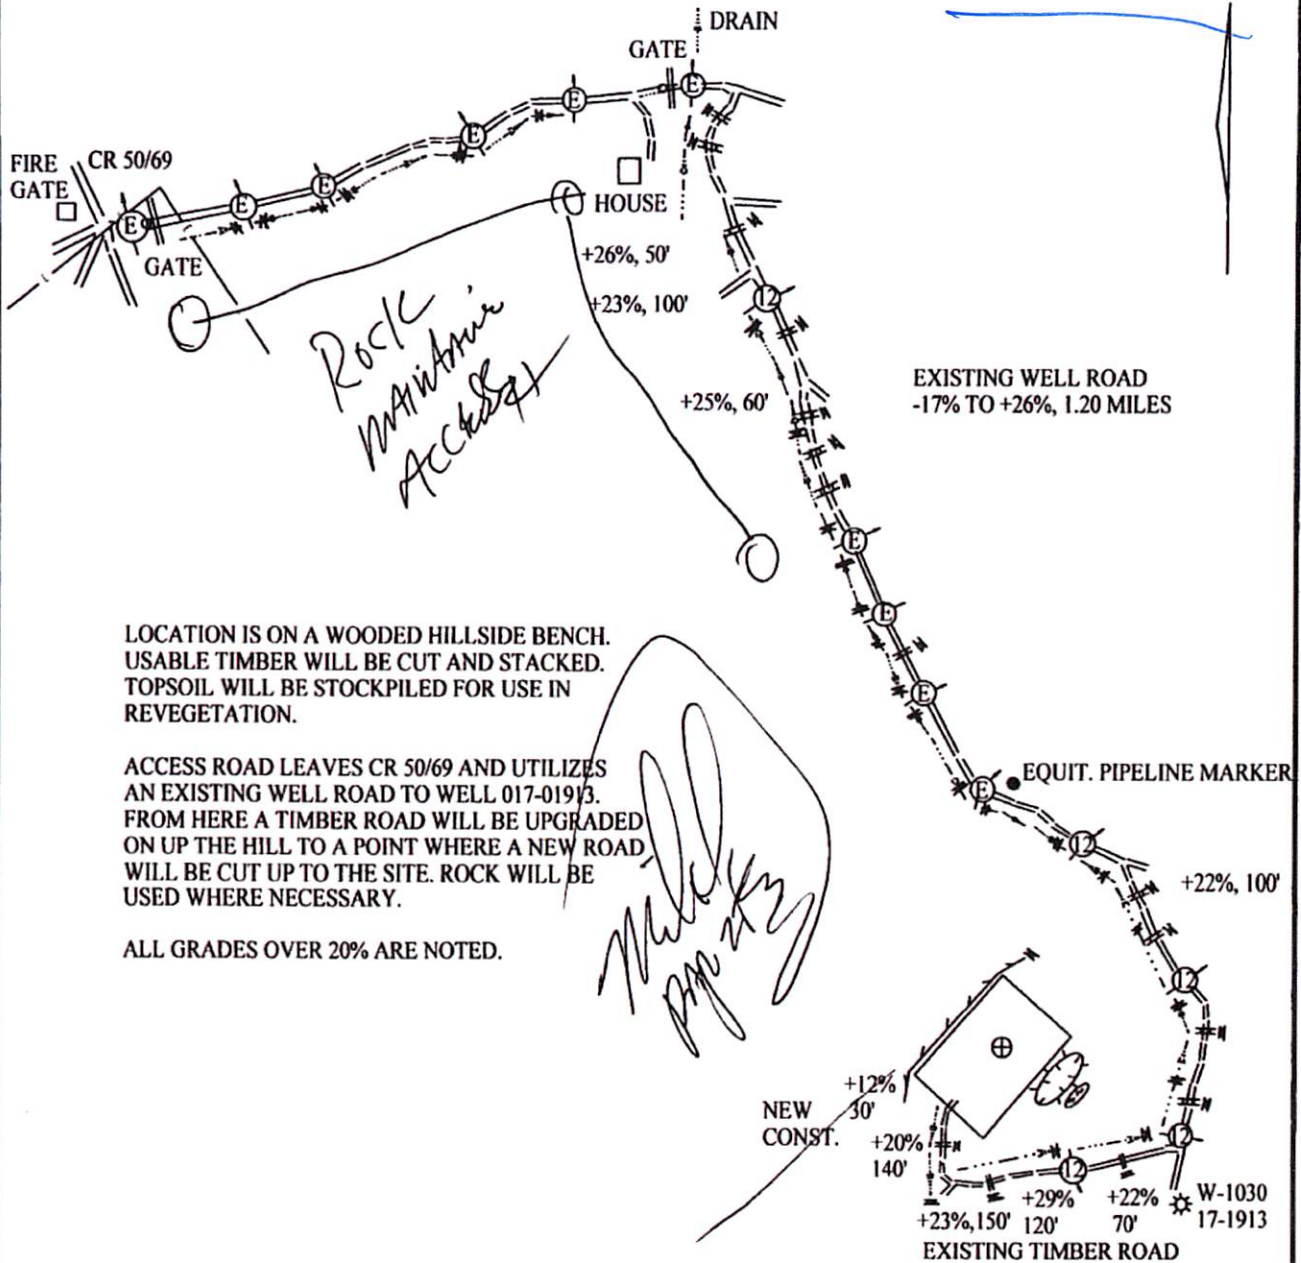 DRAIN
GATE
FIRE
GATE
CR 50/69
E
E
E
E
E
E
HOUSE
GATE
+26%, 50'
+23%, 100'
12
Rock
MAINTAIN
+25%, 60'
EXISTING WELL ROAD
-17% TO +26%, 1.20 MILES
E
E
E
LOCATION IS ON A WOODED HILLSIDE BENCH.
USABLE TIMBER WILL BE CUT AND STACKED.
TOPSOIL WILL BE STOCKPILED FOR USE IN
REVEGETATION.
ACCESS ROAD LEAVES CR 50/69 AND UTILIZES
AN EXISTING WELL ROAD TO WELL 017-01913.
FROM HERE A TIMBER ROAD WILL BE UPGRADED
ON UP THE HILL TO A POINT WHERE A NEW ROAD
WILL BE CUT UP TO THE SITE. ROCK WILL BE
USED WHERE NECESSARY.
ALL GRADES OVER 20% ARE NOTED.
EQUIT. PIPELINE MARKER
E
12
+22%, 100'
12
+12%
30'
NEW
CONST.
+20%
140'
12
12
+23%,150'
+29%
120'
+22%
70'
W-1030
17-1913
EXISTING TIMBER ROAD